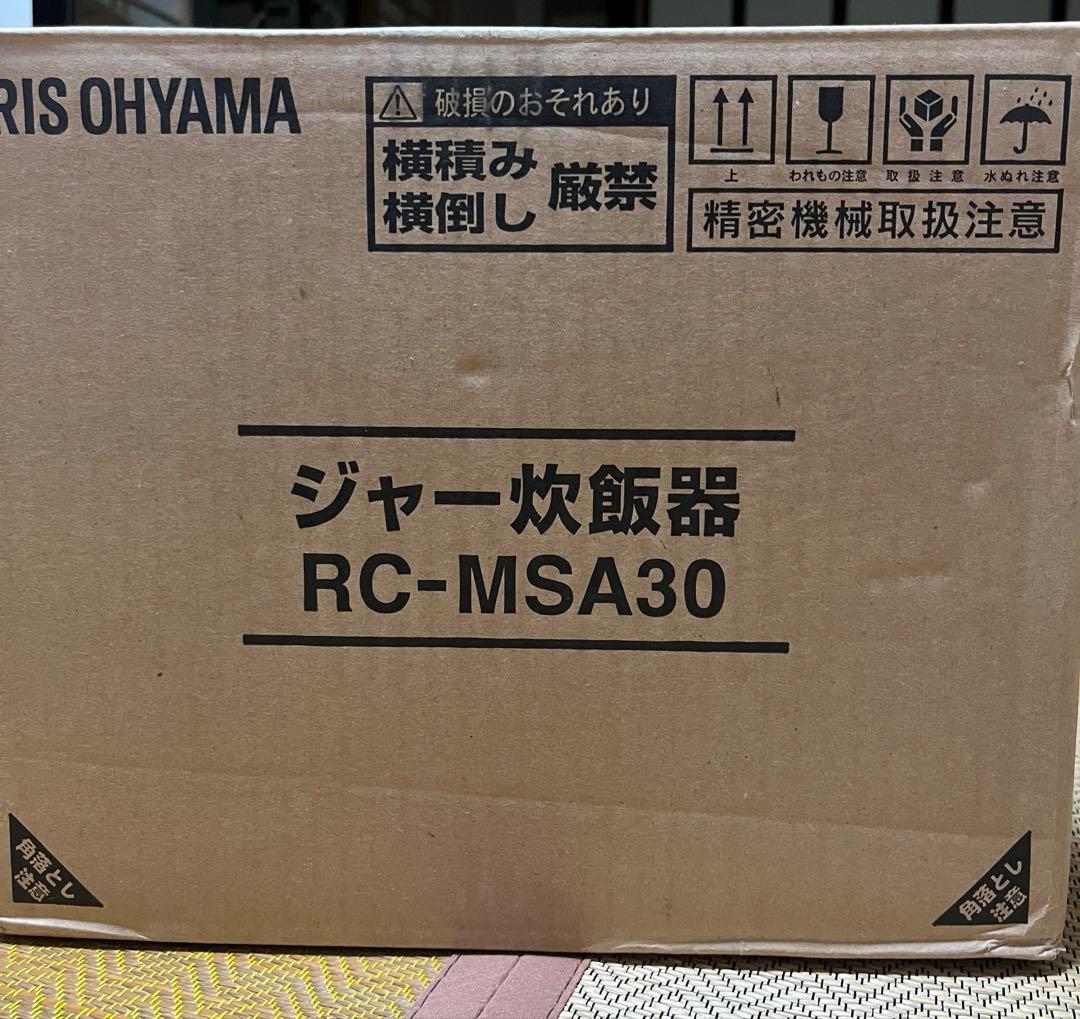 RIS OHYAMA
破損のおそれあり
横積み
横倒し
厳禁
上
われもの注意
取扱注意
水ぬれ注意
精密機械取扱注意
ジャー炊飯器
RC-MSA30
角落とし
注意
角落とし
注意